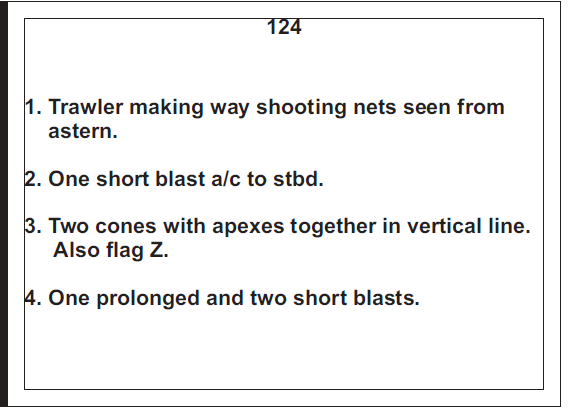 124
1. Trawler making way shooting nets seen from
astern.
2. One short blast a/c to stbd.
3. Two cones with apexes together in vertical line.
Also flag Z.
4. One prolonged and two short blasts.